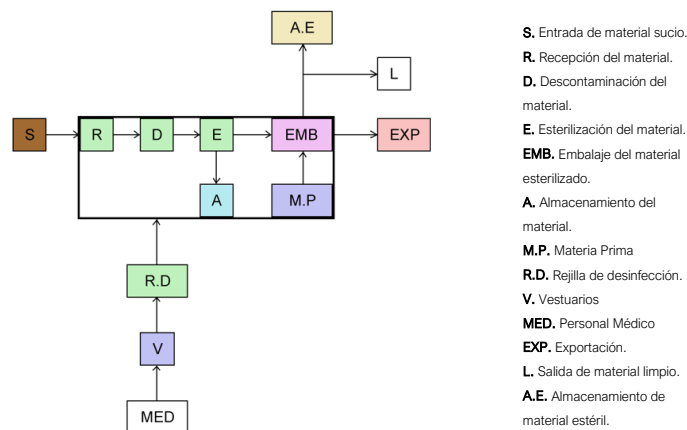 A.E
L
S
R
D
E
EMB
EXP
A
M.P
R.D
V
MED
S. Entrada de material sucio.
R. Recepción del material.
D. Descontaminación del
material.
E. Esterilización del material.
EMB. Embalaje del material
esterilizado.
A. Almacenamiento del
material.
M.P. Materia Prima
R.D. Rejilla de desinfección.
V. Vestuarios
MED. Personal Médico
EXP. Exportación.
L. Salida de material limpio.
A.E. Almacenamiento de
material estéril.